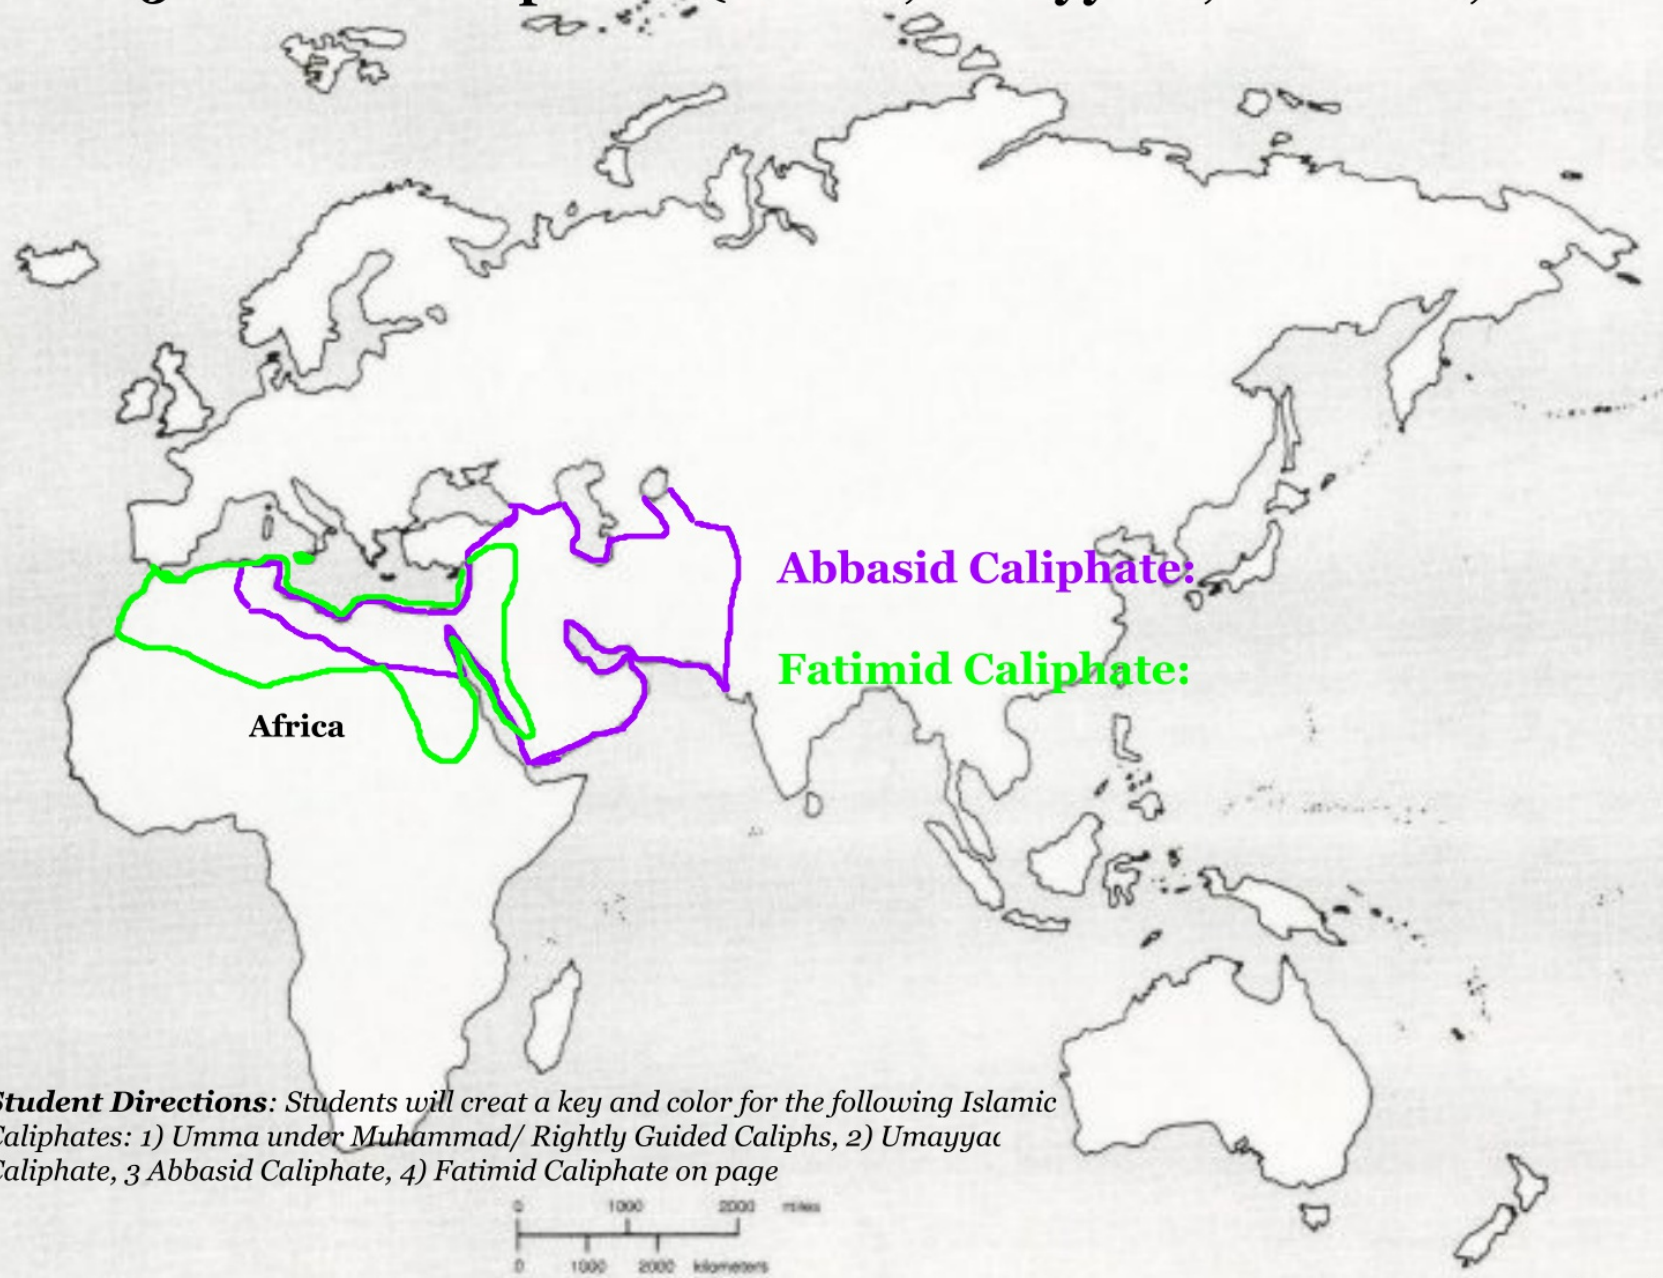 Abbasid Caliphate:
Fatimid Caliphate:
Africa
Student Directions: Students will creat a key and color for the following Islamic
Caliphates: 1) Umma under Muhammad/ Rightly Guided Caliphs, 2) Umayyad
Caliphate, 3 Abbasid Caliphate, 4) Fatimid Caliphate on page
0 1000 2000 miles
0 1000 2000 kilometers